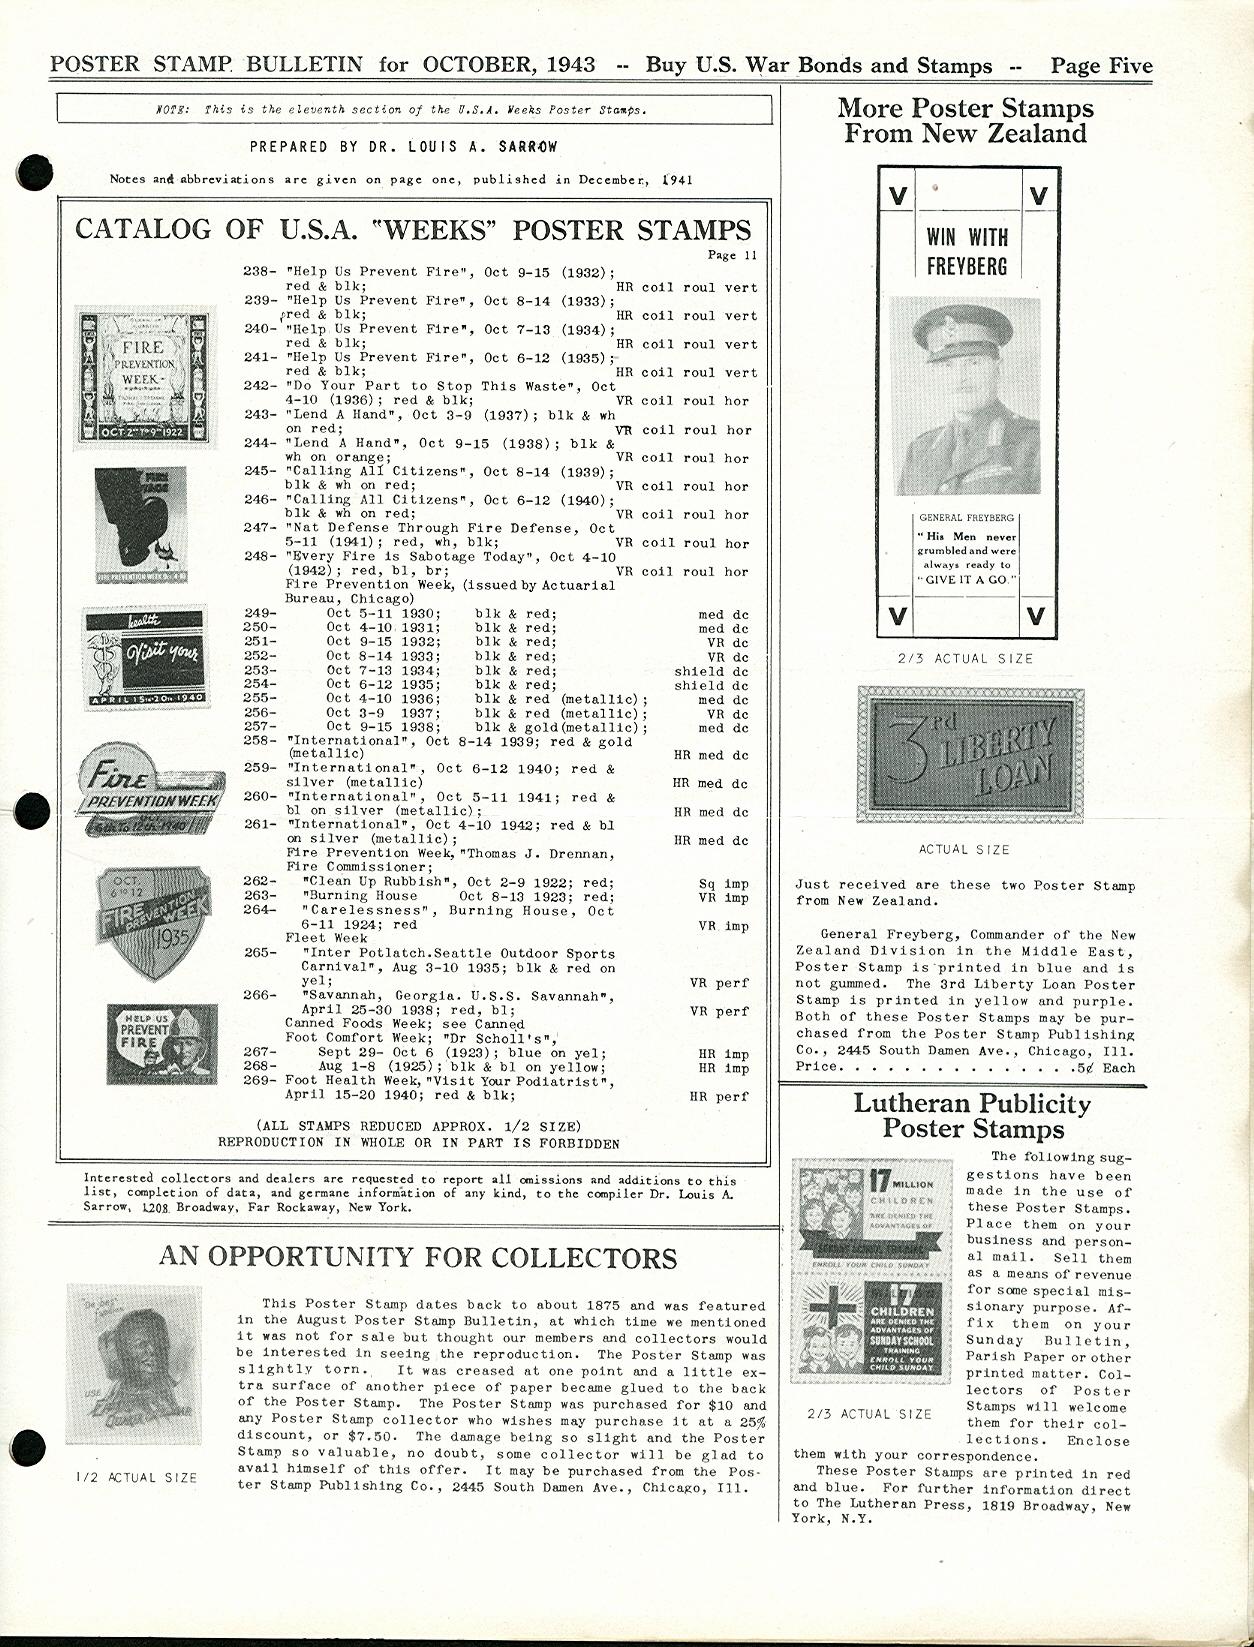 POSTER STAMP BULLETIN for OCTOBER, 1943 -- Buy U.S. War Bonds and Stamps -- Page Five
NOTE: This is the eleventh section of the U.S.A. Weeks Poster Stamps.
PREPARED BY DR. LOUIS A. SARROW
Notes and abbreviations are given on page one, published in December, 1941
CATALOG OF U.S.A. "WEEKS" POSTER STAMPS
Page 11
238- "Help Us Prevent Fire", Oct 9-15 (1932);
red & blk; HR coil roul vert
239- "Help Us Prevent Fire", Oct 8-14 (1933);
red & blk; HR coil roul vert
240- "Help Us Prevent Fire", Oct 7-13 (1934);
red & blk; HR coil roul vert
241- "Help Us Prevent Fire", Oct 6-12 (1935);
red & blk; HR coil roul vert
242- "Do Your Part to Stop This Waste", Oct
4-10 (1936); red & blk; VR coil roul hor
243- "Lend A Hand", Oct 3-9 (1937); blk & wh
on red; VR coil roul hor
244- "Lend A Hand", Oct 9-15 (1938); blk &
wh on orange; VR coil roul hor
245- "Calling All Citizens", Oct 8-14 (1939);
blk & wh on red; VR coil roul hor
246- "Calling All Citizens", Oct 6-12 (1940);
blk & wh on red; VR coil roul hor
247- "Nat Defense Through Fire Defense, Oct
5-11 (1941); red, wh, blk; VR coil roul hor
248- "Every Fire is Sabotage Today", Oct 4-10
(1942); red, bl, br; VR coil roul hor
Fire Prevention Week, (issued by Actuarial
Bureau, Chicago)
249- Oct 5-11 1930; blk & red; med dc
250- Oct 4-10 1931; blk & red; med dc
251- Oct 9-15 1932; blk & red; VR dc
252- Oct 8-14 1933; blk & red; VR dc
253- Oct 7-13 1934; blk & red; shield dc
254- Oct 6-12 1935; blk & red; shield dc
255- Oct 4-10 1936; blk & red (metallic); med dc
256- Oct 3-9 1937; blk & red (metallic); VR dc
257- Oct 9-15 1938; blk & gold(metallic); med dc
258- "International", Oct 8-14 1939; red & gold
(metallic) HR med dc
259- "International", Oct 6-12 1940; red &
silver (metallic) HR med dc
260- "International", Oct 5-11 1941; red &
bl on silver (metallic); HR med dc
261- "International", Oct 4-10 1942; red & bl
on silver (metallic); HR med dc
Fire Prevention Week, "Thomas J. Drennan,
Fire Commissioner;
262- "Clean Up Rubbish", Oct 2-9 1922; red; Sq imp
263- "Burning House Oct 8-13 1923; red; VR imp
264- "Carelessness", Burning House, Oct
6-11 1924; red VR imp
Fleet Week
265- "Inter Potlatch.Seattle Outdoor Sports
Carnival", Aug 3-10 1935; blk & red on
yel; VR perf
266- "Savannah, Georgia. U.S.S. Savannah",
April 25-30 1938; red, bl; VR perf
Canned Foods Week; see Canned
Foot Comfort Week; "Dr Scholl's",
267- Sept 29- Oct 6 (1923); blue on yel; HR imp
268- Aug 1-8 (1925); blk & bl on yellow; HR imp
269- Foot Health Week, "Visit Your Podiatrist",
April 15-20 1940; red & blk; HR perf
(ALL STAMPS REDUCED APPROX. 1/2 SIZE)
REPRODUCTION IN WHOLE OR IN PART IS FORBIDDEN
FIRE
PREVENTION
WEEK
OCT. 2nd to 9th 1922
health
Visit your
APRIL 15TH-20TH 1940
Fire
PREVENTION WEEK
OCT.
6 TO 12
FIRE PREVENTION
WEEK
1935
HELP US
PREVENT
FIRE
Interested collectors and dealers are requested to report all omissions and additions to this
list, completion of data, and germane information of any kind, to the compiler Dr. Louis A.
Sarrow, 1208 Broadway, Far Rockaway, New York.
AN OPPORTUNITY FOR COLLECTORS
USE
1/2 ACTUAL SIZE
This Poster Stamp dates back to about 1875 and was featured
in the August Poster Stamp Bulletin, at which time we mentioned
it was not for sale but thought our members and collectors would
be interested in seeing the reproduction. The Poster Stamp was
slightly torn. It was creased at one point and a little ex-
tra surface of another piece of paper became glued to the back
of the Poster Stamp. The Poster Stamp was purchased for $10 and
any Poster Stamp collector who wishes may purchase it at a 25%
discount, or $7.50. The damage being so slight and the Poster
Stamp so valuable, no doubt, some collector will be glad to
avail himself of this offer. It may be purchased from the Pos-
ter Stamp Publishing Co., 2445 South Damen Ave., Chicago, Ill.
More Poster Stamps
From New Zealand
V V
WIN WITH
FREYBERG
GENERAL FREYBERG
"His Men never
grumbled and were
always ready to
"GIVE IT A GO."
V V
2/3 ACTUAL SIZE
3rd LIBERTY
LOAN
ACTUAL SIZE
Just received are these two Poster Stamp
from New Zealand.
General Freyberg, Commander of the New
Zealand Division in the Middle East,
Poster Stamp is printed in blue and is
not gummed. The 3rd Liberty Loan Poster
Stamp is printed in yellow and purple.
Both of these Poster Stamps may be pur-
chased from the Poster Stamp Publishing
Co., 2445 South Damen Ave., Chicago, Ill.
Price. . . . . . . . . . . . . . . .5¢ Each
Lutheran Publicity
Poster Stamps
17 MILLION
CHILDREN
ARE DENIED THE
ADVANTAGES OF
SUNDAY SCHOOL TRAINING
ENROLL YOUR CHILD SUNDAY
17
MILLION
CHILDREN
ARE DENIED THE
ADVANTAGES OF
SUNDAY SCHOOL
TRAINING
ENROLL YOUR
CHILD SUNDAY
2/3 ACTUAL SIZE
The following sug-
gestions have been
made in the use of
these Poster Stamps.
Place them on your
business and person-
al mail. Sell them
as a means of revenue
for some special mis-
sionary purpose. Af-
fix them on your
Sunday Bulletin,
Parish Paper or other
printed matter. Col-
lectors of Poster
Stamps will welcome
them for their col-
lections. Enclose
them with your correspondence.
These Poster Stamps are printed in red
and blue. For further information direct
to The Lutheran Press, 1819 Broadway, New
York, N.Y.